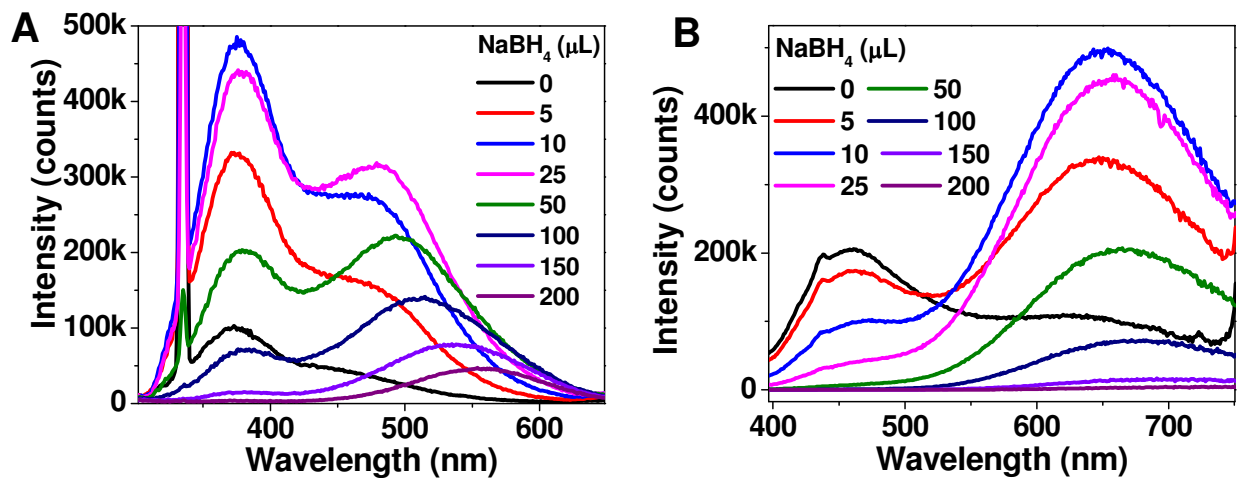 A
500k
400k
300k
200k
100k
0
Intensity (counts)
400 500 600
Wavelength (nm)
NaBH4 (μL)
0
5
10
25
50
100
150
200
B
400k
200k
0
Intensity (counts)
400 500 600 700
Wavelength (nm)
NaBH4 (μL)
0 50
5 100
10 150
25 200